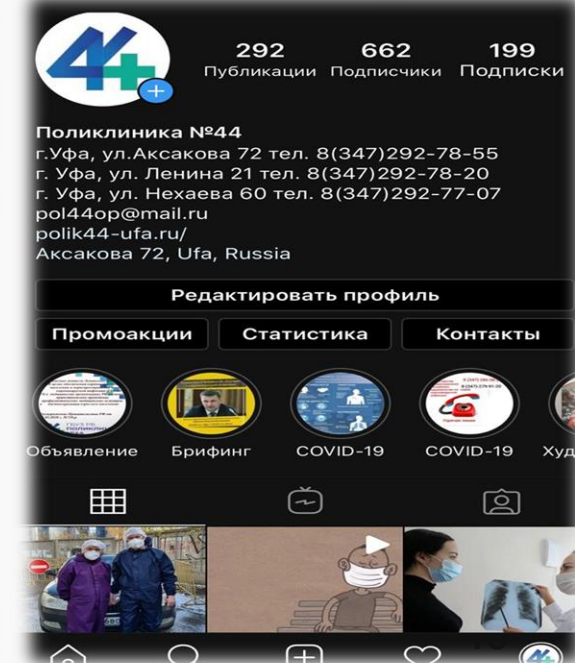 292 662 199
Публикации Подписчики Подписки
Поликлиника №44
г.Уфа, ул.Аксакова 72 тел. 8(347)292-78-55
г. Уфа, ул. Ленина 21 тел. 8(347)292-78-20
г. Уфа, ул. Нехаева 60 тел. 8(347)292-77-07
pol44op@mail.ru
polik44-ufa.ru/
Аксакова 72, Ufa, Russia
Редактировать профиль
Промоакции Статистика Контакты
Объявление Брифинг COVID-19 COVID-19 Худ